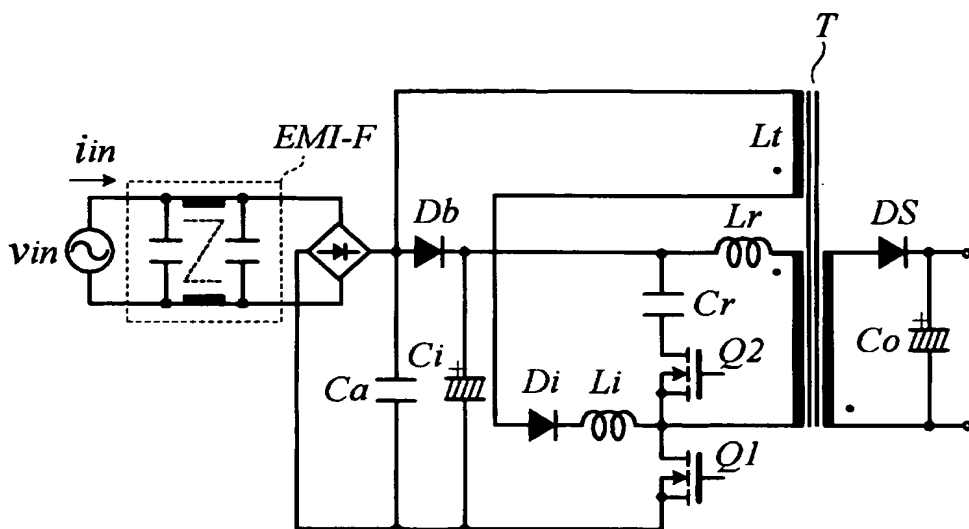 T
EMI-F
iin
Lt
Db
Lr
DS
vin
Cr
Ci
+
Q2
Co
+
Ca
Di
Li
Q1